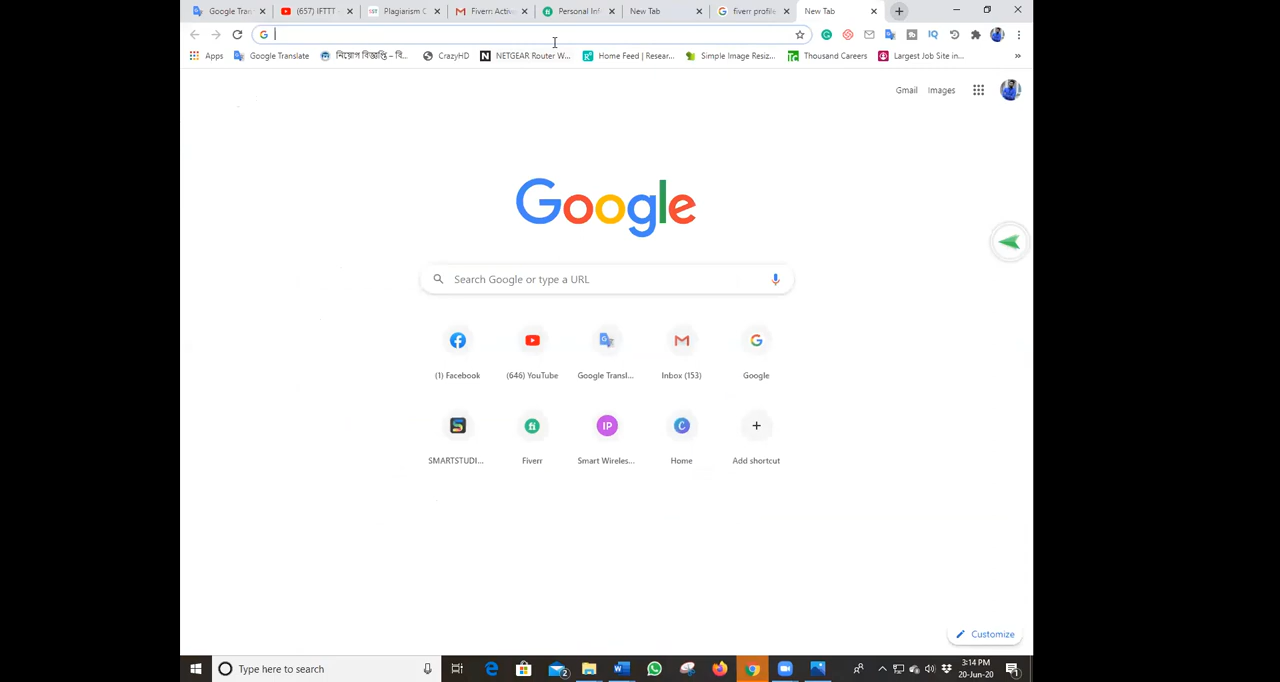 Google Tran
(657) IFTTT
Plagiarism C
Fiverr: Activ
Personal Inf
New Tab
fiverr profile
New Tab
Apps
Google Translate
নিয়োগ বিজ্ঞপ্তি – বি...
CrazyHD
NETGEAR Router W...
Home Feed | Resear...
Simple Image Resiz...
Thousand Careers
Largest Job Site in...
»
Gmail
Images
Google
Search Google or type a URL
(1) Facebook
(646) YouTube
Google Transl...
Inbox (153)
Google
IP
SMARTSTUDI...
Fiverr
Smart Wireles...
Home
Add shortcut
Customize
Type here to search
3:14 PM
20-Jun-20